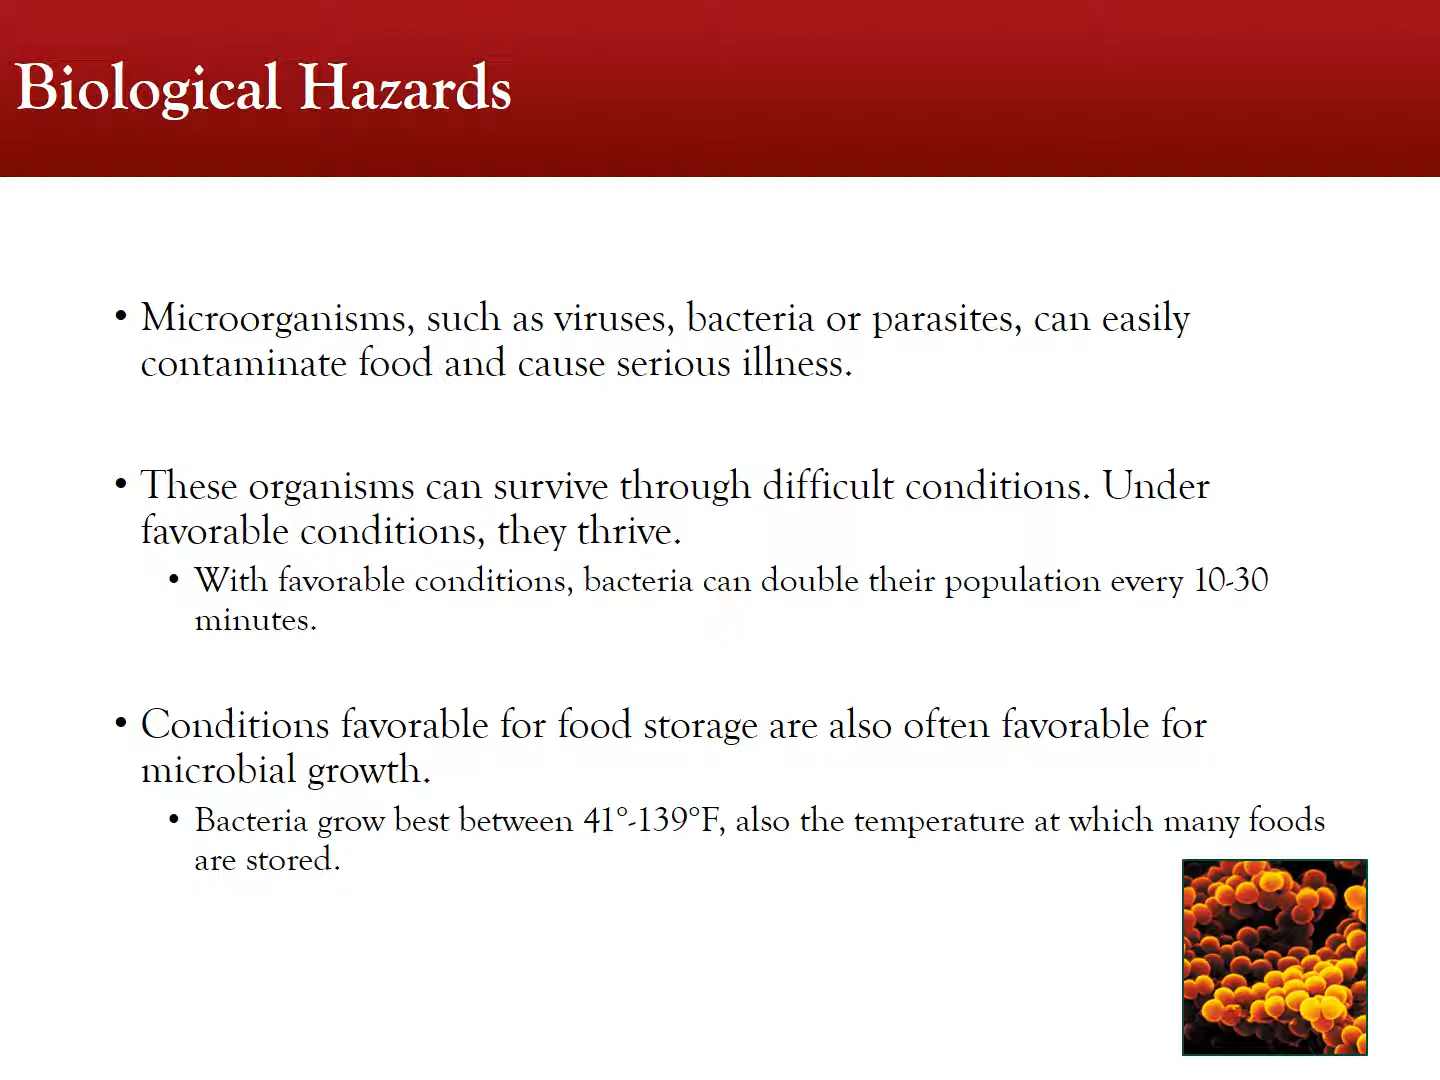 Biological Hazards
• Microorganisms, such as viruses, bacteria or parasites, can easily
contaminate food and cause serious illness.
• These organisms can survive through difficult conditions. Under
favorable conditions, they thrive.
• With favorable conditions, bacteria can double their population every 10-30
minutes.
• Conditions favorable for food storage are also often favorable for
microbial growth.
• Bacteria grow best between 41°-139°F, also the temperature at which many foods
are stored.